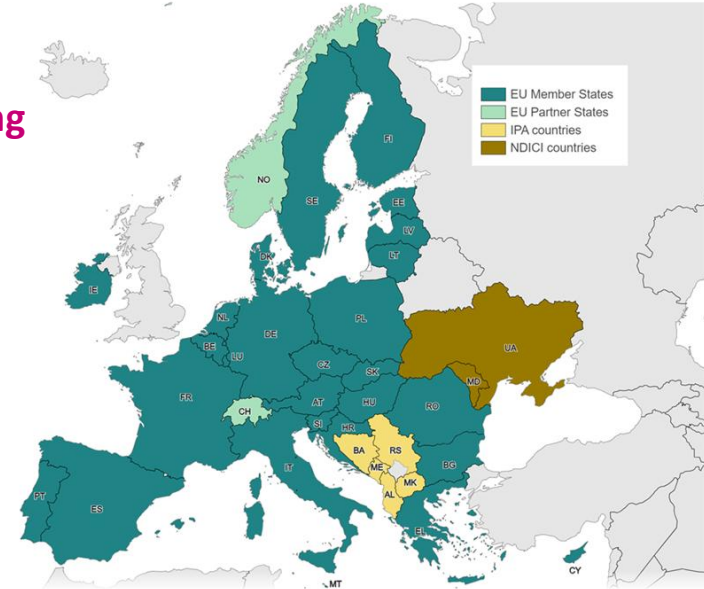 ng
EU Member States
EU Partner States
IPA countries
NDICI countries
FI
NO
SE
EE
LV
DK
LT
IE
NL
PL
BE
DE
LU
UA
CZ
SK
MD
FR
AT
HU
RO
CH
SI
HR
BA
RS
IT
ME
BG
MK
AL
PT
ES
EL
CY
MT